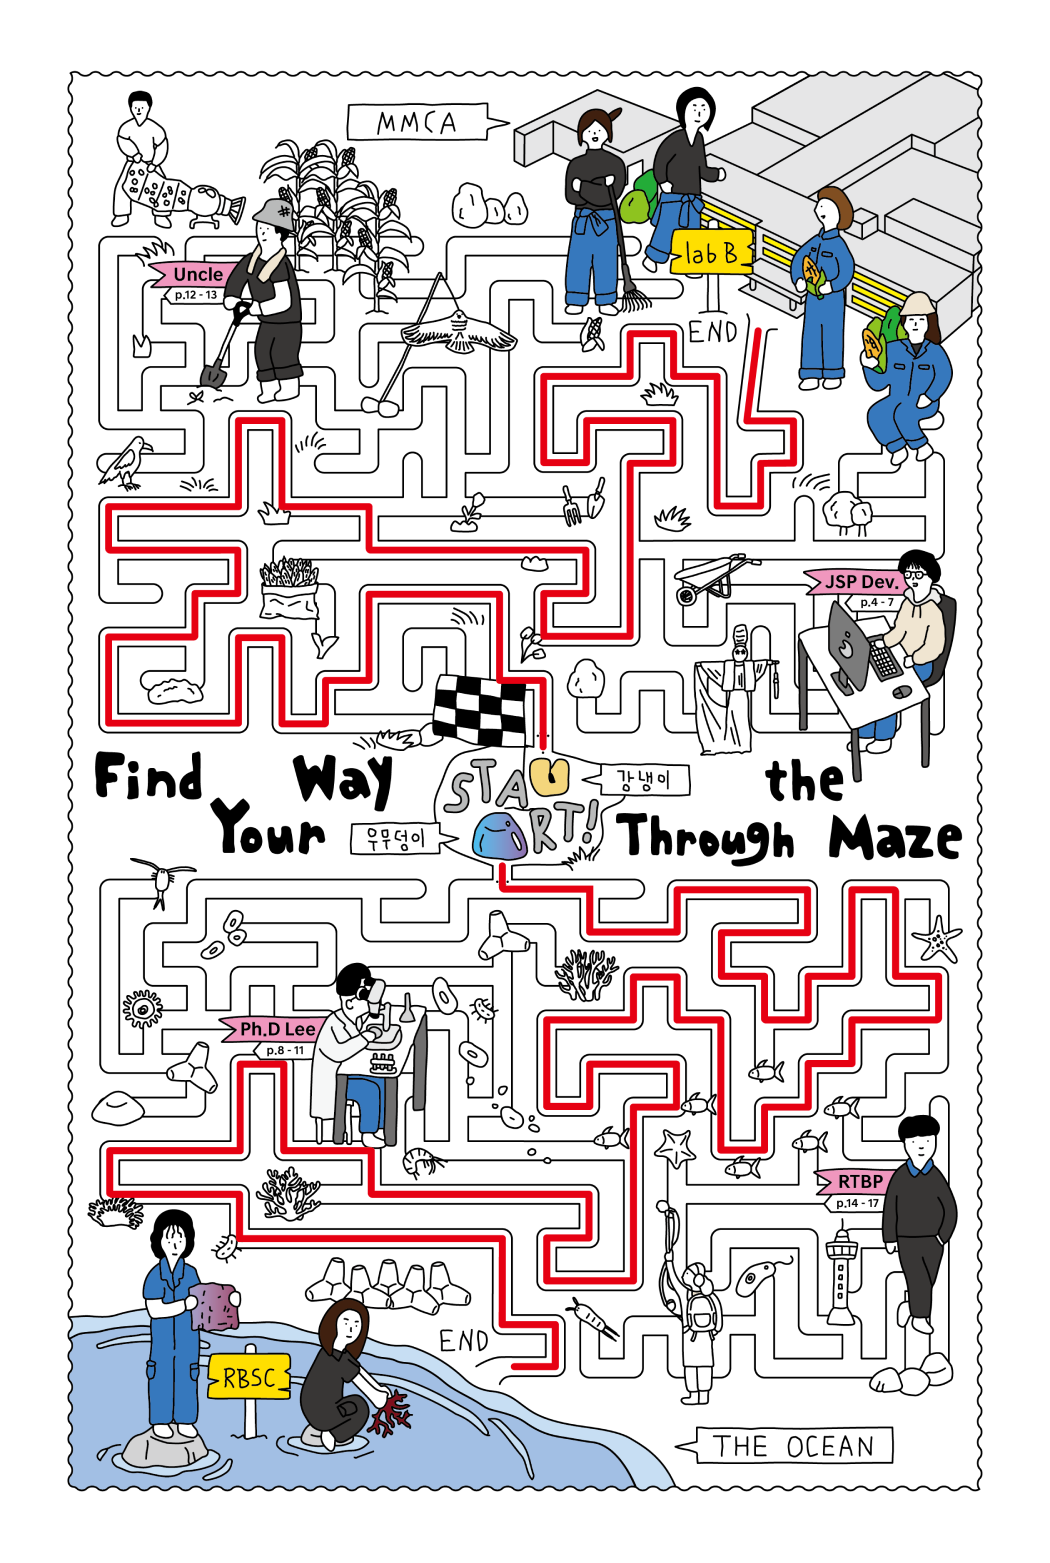 MMCA
Uncle
p.12 - 13
lab B
END
JSP Dev.
p.4 - 7
Find Your Way
START!
감냉이
우무덩이
Through the Maze
Ph.D Lee
p.8 - 11
RTBP
p.14 - 17
END
RBSC
THE OCEAN